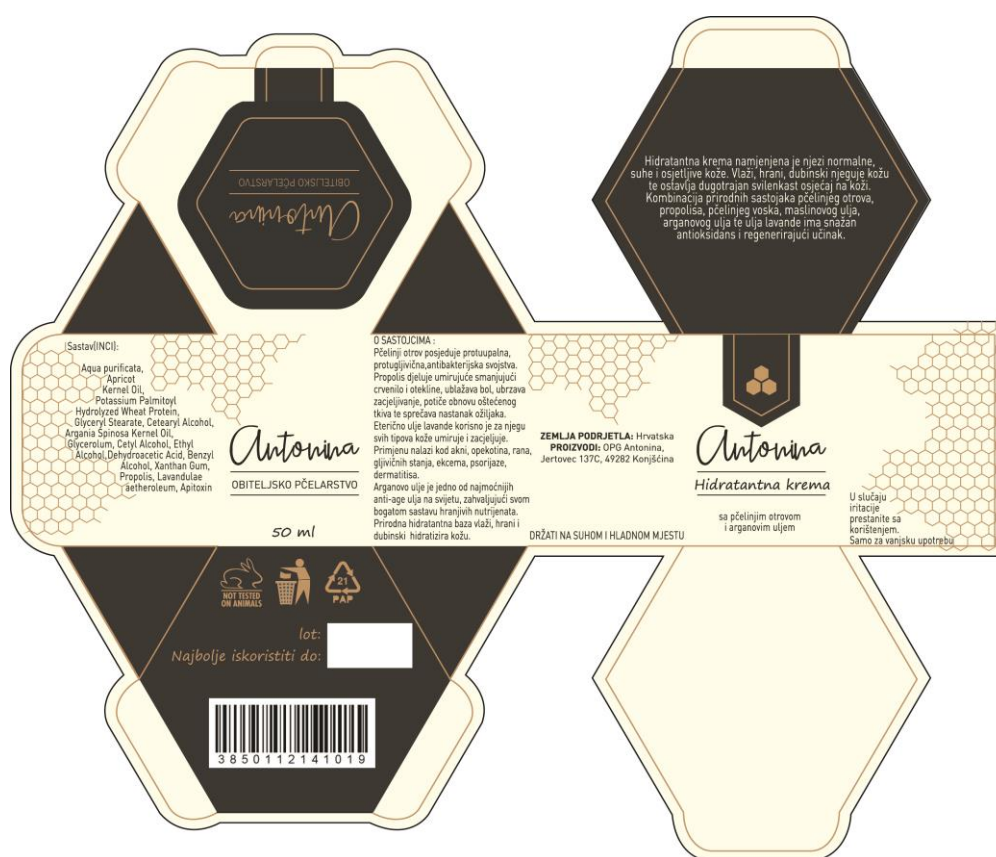 Antonina
OBITELJSKO PČELARSTVO
Hidratantna krema namjenjena je njezi normalne,
suhe i osjetljive kože. Vlaži, hrani, dubinski njeguje kožu
te ostavlja dugotrajan svilenkast osjećaj na koži.
Kombinacija prirodnih sastojaka pčelinjeg otrova,
propolisa, pčelinjeg voska, maslinovog ulja,
arganovog ulja te ulja lavande ima snažan
antioksidans i regenerirajući učinak.
Sastav(INCI):
Aqua purificata,
Apricot
Kernel Oil,
Potassium Palmitoyl
Hydrolyzed Wheat Protein,
Glyceryl Stearate, Cetearyl Alcohol,
Argania Spinosa Kernel Oil,
Glycerolum, Cetyl Alcohol, Ethyl
Alcohol,Dehydroacetic Acid, Benzyl
Alcohol, Xanthan Gum,
Propolis, Lavandulae
aetheroleum, Apitoxin
Antonina
OBITELJSKO PČELARSTVO
50 ml
O SASTOJCIMA :
Pčelinji otrov posjeduje protuupalna,
protugljivična,antibakterijska svojstva.
Propolis djeluje umirujuće smanjujući
crvenilo i otekline, ublažava bol, ubrzava
zacjeljivanje, potiče obnovu oštećenog
tkiva te sprečava nastanak ožiljaka.
Eterično ulje lavande korisno je za njegu
svih tipova kože umiruje i zacjeljuje.
Primjenu nalazi kod akni, opekotina, rana,
gljivičnih stanja, ekcema, psorijaze,
dermatitisa.
Arganovo ulje je jedno od najmoćnijih
anti-age ulja na svijetu, zahvaljujući svom
bogatom sastavu hranjivih nutrijenata.
Prirodna hidratantna baza vlaži, hrani i
dubinski hidratizira kožu.
ZEMLJA PODRJETLA: Hrvatska
PROIZVODI: OPG Antonina,
Jertovec 137C, 49282 Konjščina
DRŽATI NA SUHOM I HLADNOM MJESTU
Antonina
Hidratantna krema
sa pčelinjim otrovom
i arganovim uljem
U slučaju
iritacije
prestanite sa
korištenjem.
Samo za vanjsku upotrebu
NOT TESTED
ON ANIMALS
21
PAP
lot:
Najbolje iskoristiti do:
3850112141019